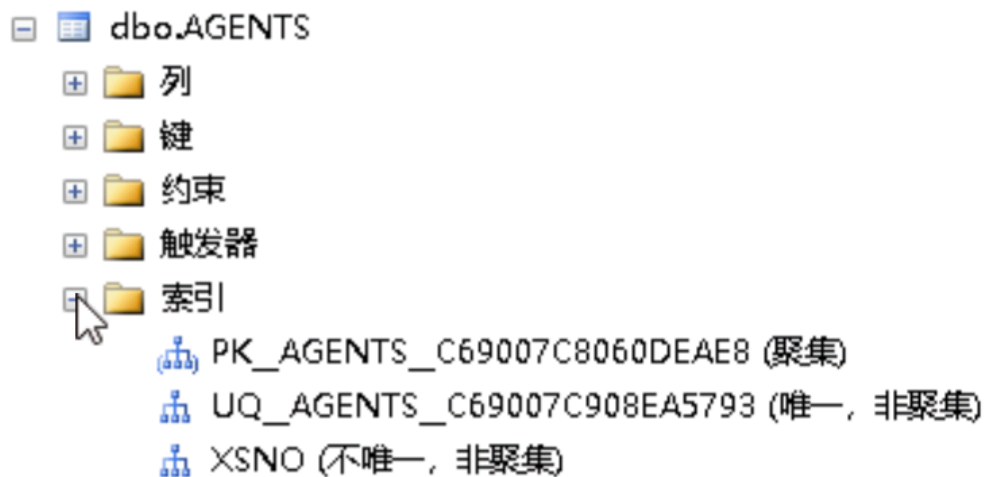 dbo.AGENTS
列
键
约束
触发器
索引
PK__AGENTS__C69007C8060DEAE8 (聚集)
UQ__AGENTS__C69007C908EA5793 (唯一，非聚集)
XSNO (不唯一，非聚集)